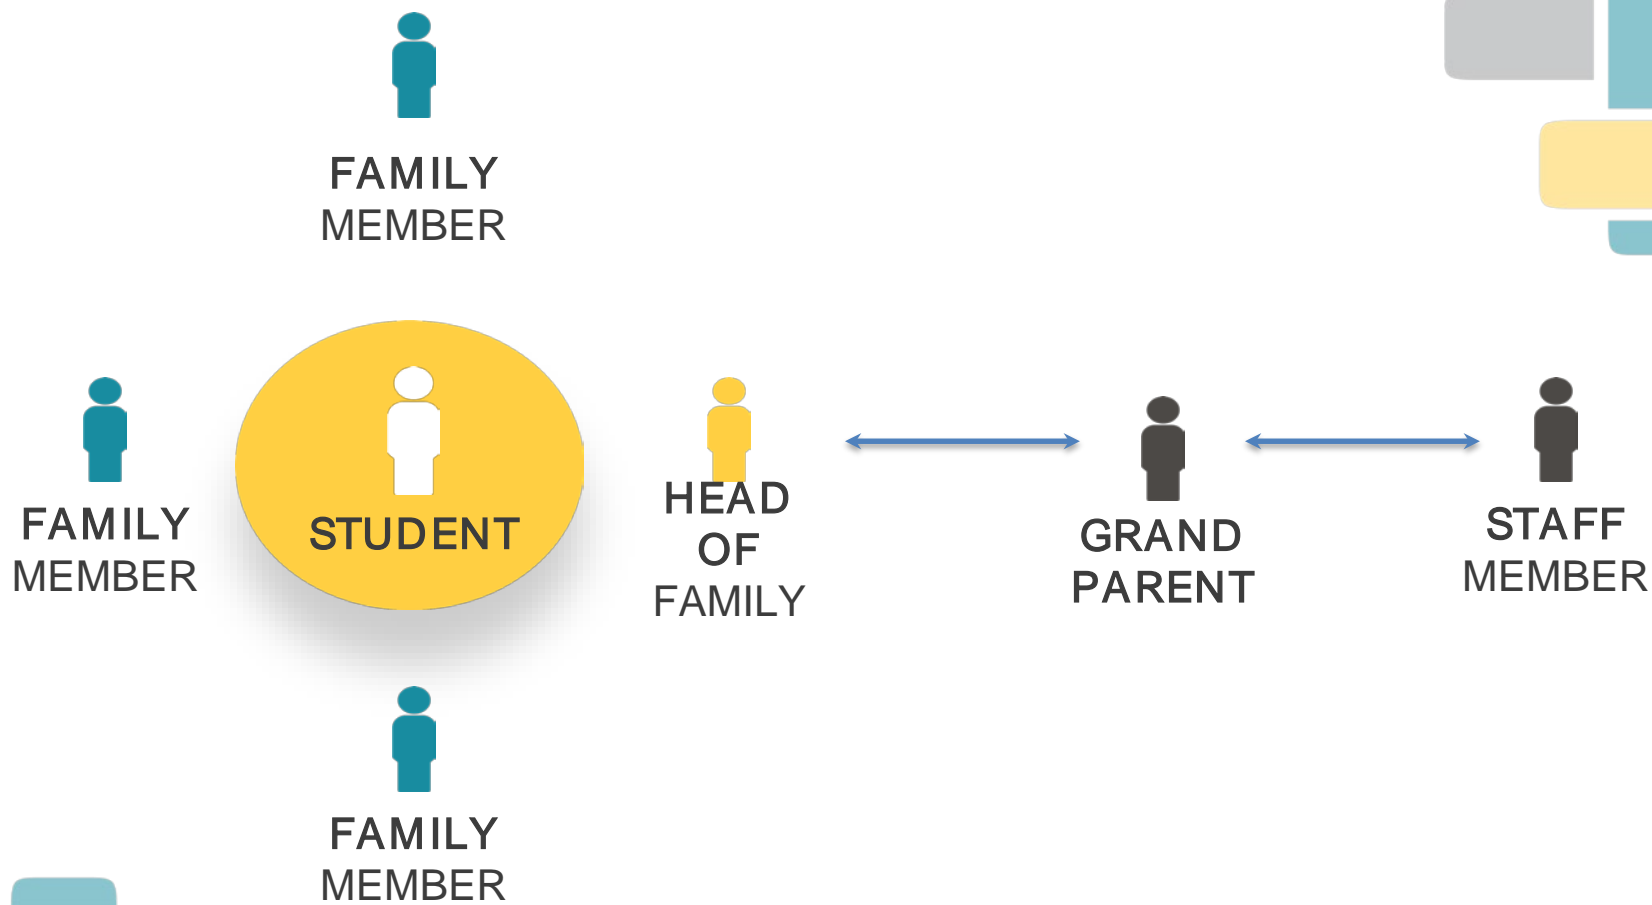 FAMILY
MEMBER
FAMILY
MEMBER
STUDENT
HEAD
OF
FAMILY
GRAND
PARENT
STAFF
MEMBER
FAMILY
MEMBER